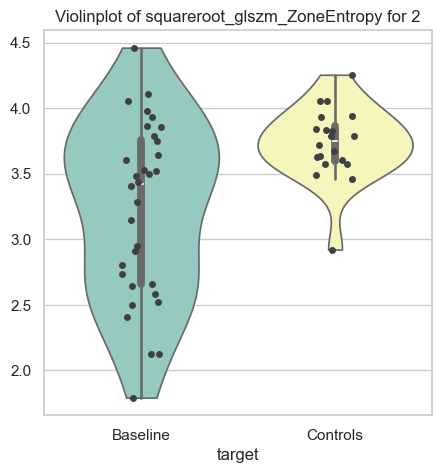 Violinplot of squareroot_glszm_ZoneEntropy for 2
4.5
4.0
3.5
3.0
2.5
2.0
Baseline
Controls
target